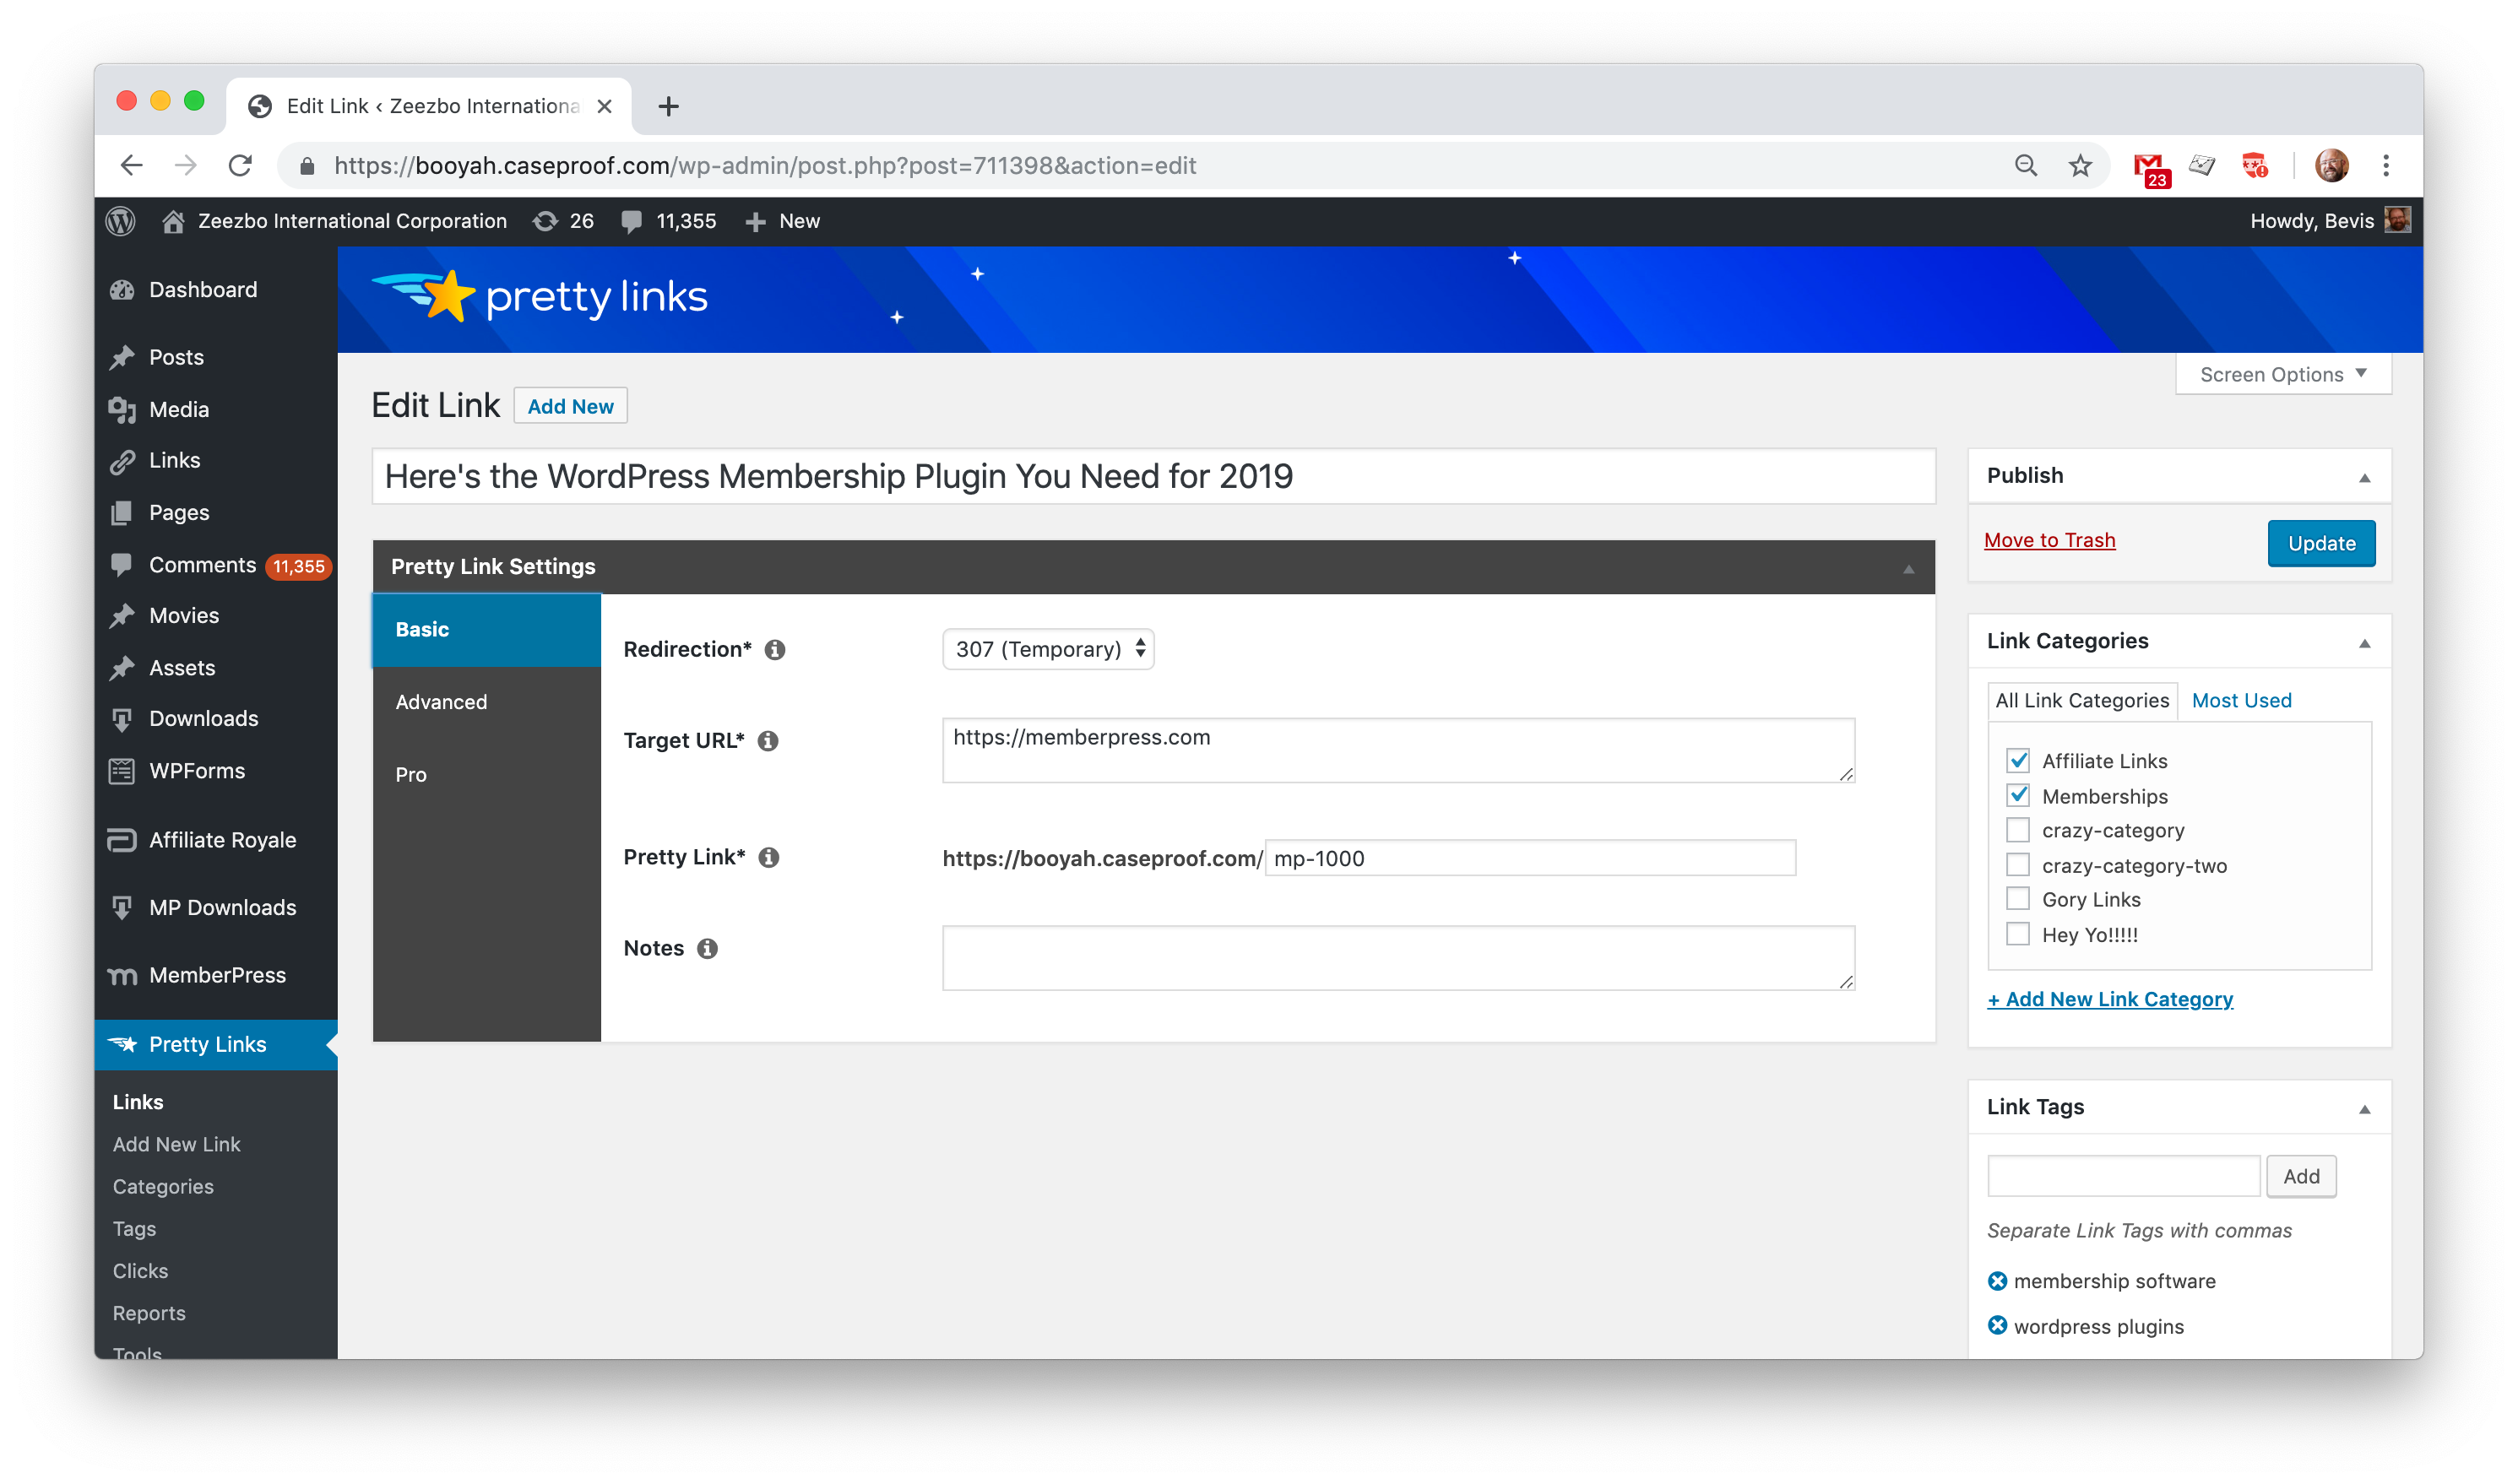 Edit Link ‹ Zeezbo Internationa
https://booyah.caseproof.com/wp-admin/post.php?post=711398&action=edit
23
Zeezbo International Corporation 26 11,355 New
Howdy, Bevis
pretty links
Dashboard
Posts
Media
Links
Pages
Comments 11,355
Movies
Assets
Downloads
WPForms
Affiliate Royale
MP Downloads
MemberPress
Pretty Links
Links
Add New Link
Categories
Tags
Clicks
Reports
Tools
Screen Options
Edit Link Add New
Here's the WordPress Membership Plugin You Need for 2019
Pretty Link Settings
Basic
Advanced
Pro
Redirection* 307 (Temporary)
Target URL* https://memberpress.com
Pretty Link* https://booyah.caseproof.com/ mp-1000
Notes
Publish
Move to Trash Update
Link Categories
All Link Categories Most Used
Affiliate Links
Memberships
crazy-category
crazy-category-two
Gory Links
Hey Yo!!!!!
+ Add New Link Category
Link Tags
Add
Separate Link Tags with commas
membership software
wordpress plugins